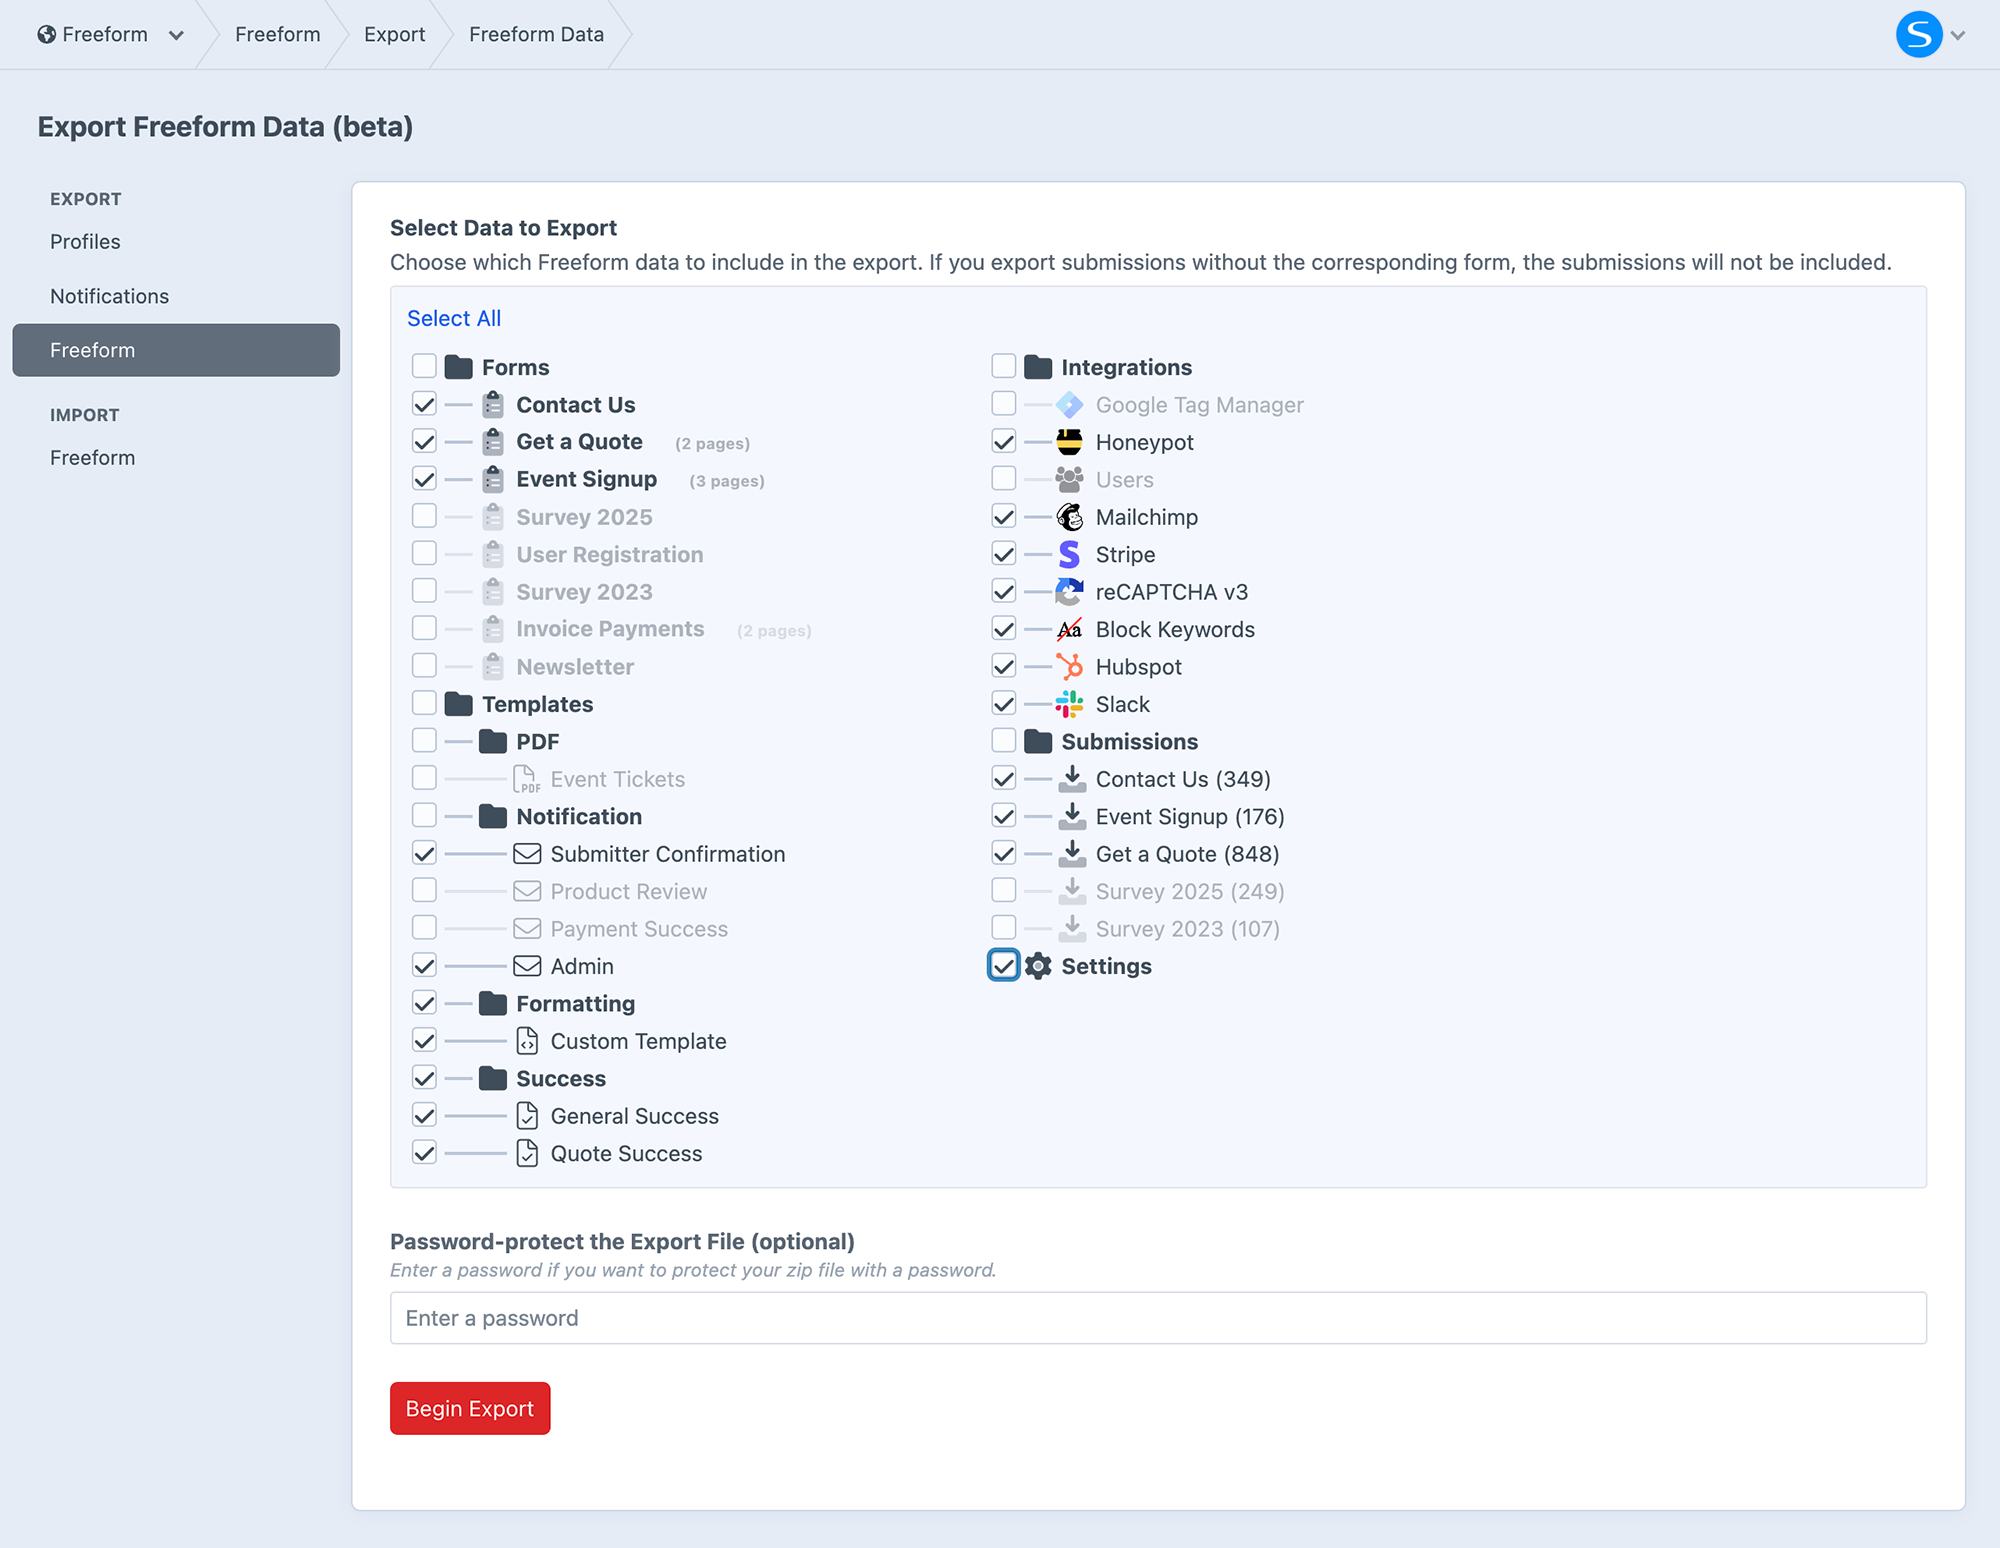 Freeform
Freeform
Export
Freeform Data
S
Export Freeform Data (beta)
EXPORT
Profiles
Notifications
Freeform
IMPORT
Freeform
Select Data to Export
Choose which Freeform data to include in the export. If you export submissions without the corresponding form, the submissions will not be included.
Select All
Forms
Contact Us
Get a Quote (2 pages)
Event Signup (3 pages)
Survey 2025
User Registration
Survey 2023
Invoice Payments (2 pages)
Newsletter
Templates
PDF
PDF Event Tickets
Notification
Submitter Confirmation
Product Review
Payment Success
Admin
Formatting
Custom Template
Success
General Success
Quote Success
Integrations
Google Tag Manager
Honeypot
Users
Mailchimp
S Stripe
reCAPTCHA v3
Aa Block Keywords
Hubspot
Slack
Submissions
Contact Us (349)
Event Signup (176)
Get a Quote (848)
Survey 2025 (249)
Survey 2023 (107)
Settings
Password-protect the Export File (optional)
Enter a password if you want to protect your zip file with a password.
Enter a password
Begin Export